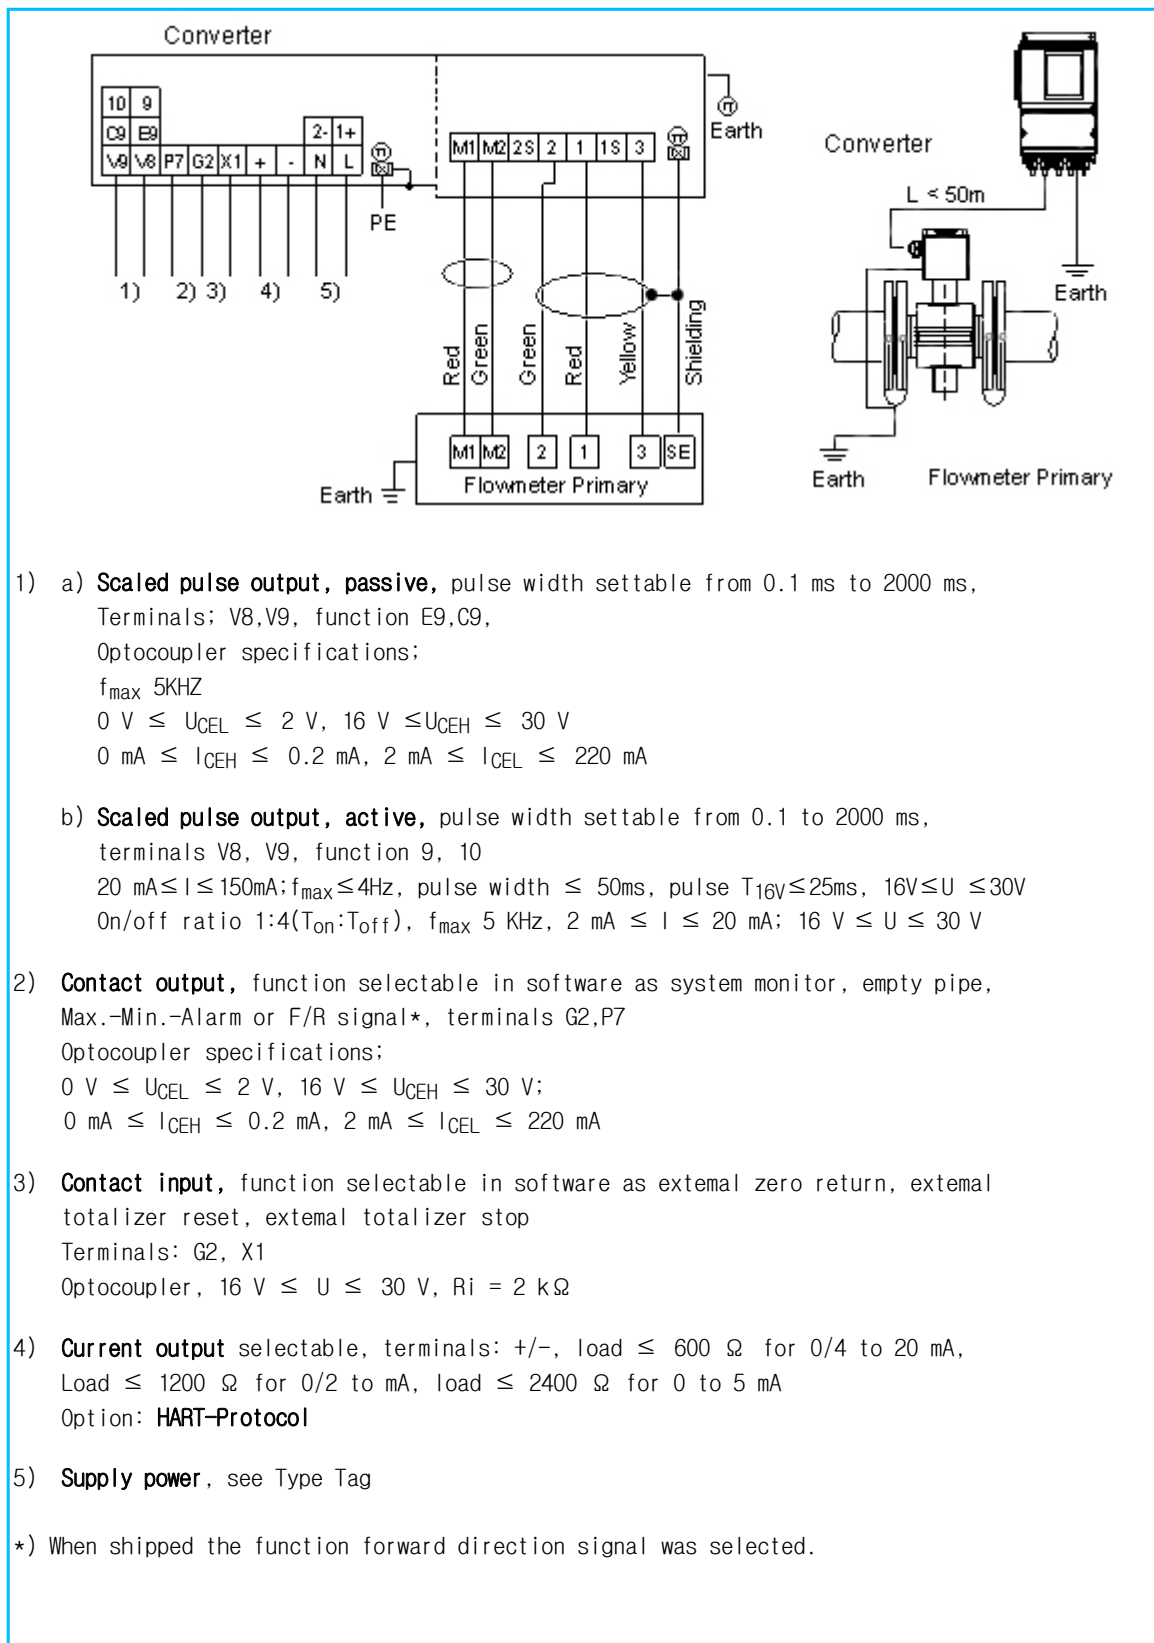 Converter
10 9
C9 E9 2- 1+
V9 V8 P7 G2 X1 + - N L
PE
M1 M2 2S 2 1 1S 3
Earth
1) 2) 3) 4) 5)
Red
Green
Green
Red
Yellow
Shielding
M1 M2 2 1 3 SE
Flowmeter Primary
Earth
Converter
L < 50m
Earth
Earth
Flowmeter Primary
1) a) Scaled pulse output, passive, pulse width settable from 0.1 ms to 2000 ms,
Terminals; V8,V9, function E9,C9,
Optocoupler specifications;
fmax 5KHZ
0 V ≤ UCEL ≤ 2 V, 16 V ≤UCEH ≤ 30 V
0 mA ≤ ICEH ≤ 0.2 mA, 2 mA ≤ ICEL ≤ 220 mA
b) Scaled pulse output, active, pulse width settable from 0.1 to 2000 ms,
terminals V8, V9, function 9, 10
20 mA≤I≤150mA;fmax≤4Hz, pulse width ≤ 50ms, pulse T16V≤25ms, 16V≤U ≤30V
On/off ratio 1:4(Ton:Toff), fmax 5 KHz, 2 mA ≤ I ≤ 20 mA; 16 V ≤ U ≤ 30 V
2) Contact output, function selectable in software as system monitor, empty pipe,
Max.-Min.-Alarm or F/R signal*, terminals G2,P7
Optocoupler specifications;
0 V ≤ UCEL ≤ 2 V, 16 V ≤ UCEH ≤ 30 V;
0 mA ≤ ICEH ≤ 0.2 mA, 2 mA ≤ ICEL ≤ 220 mA
3) Contact input, function selectable in software as extemal zero return, extemal
totalizer reset, extemal totalizer stop
Terminals: G2, X1
Optocoupler, 16 V ≤ U ≤ 30 V, Ri = 2 kΩ
4) Current output selectable, terminals: +/-, load ≤ 600 Ω for 0/4 to 20 mA,
Load ≤ 1200 Ω for 0/2 to mA, load ≤ 2400 Ω for 0 to 5 mA
Option: HART-Protocol
5) Supply power, see Type Tag
*) When shipped the function forward direction signal was selected.